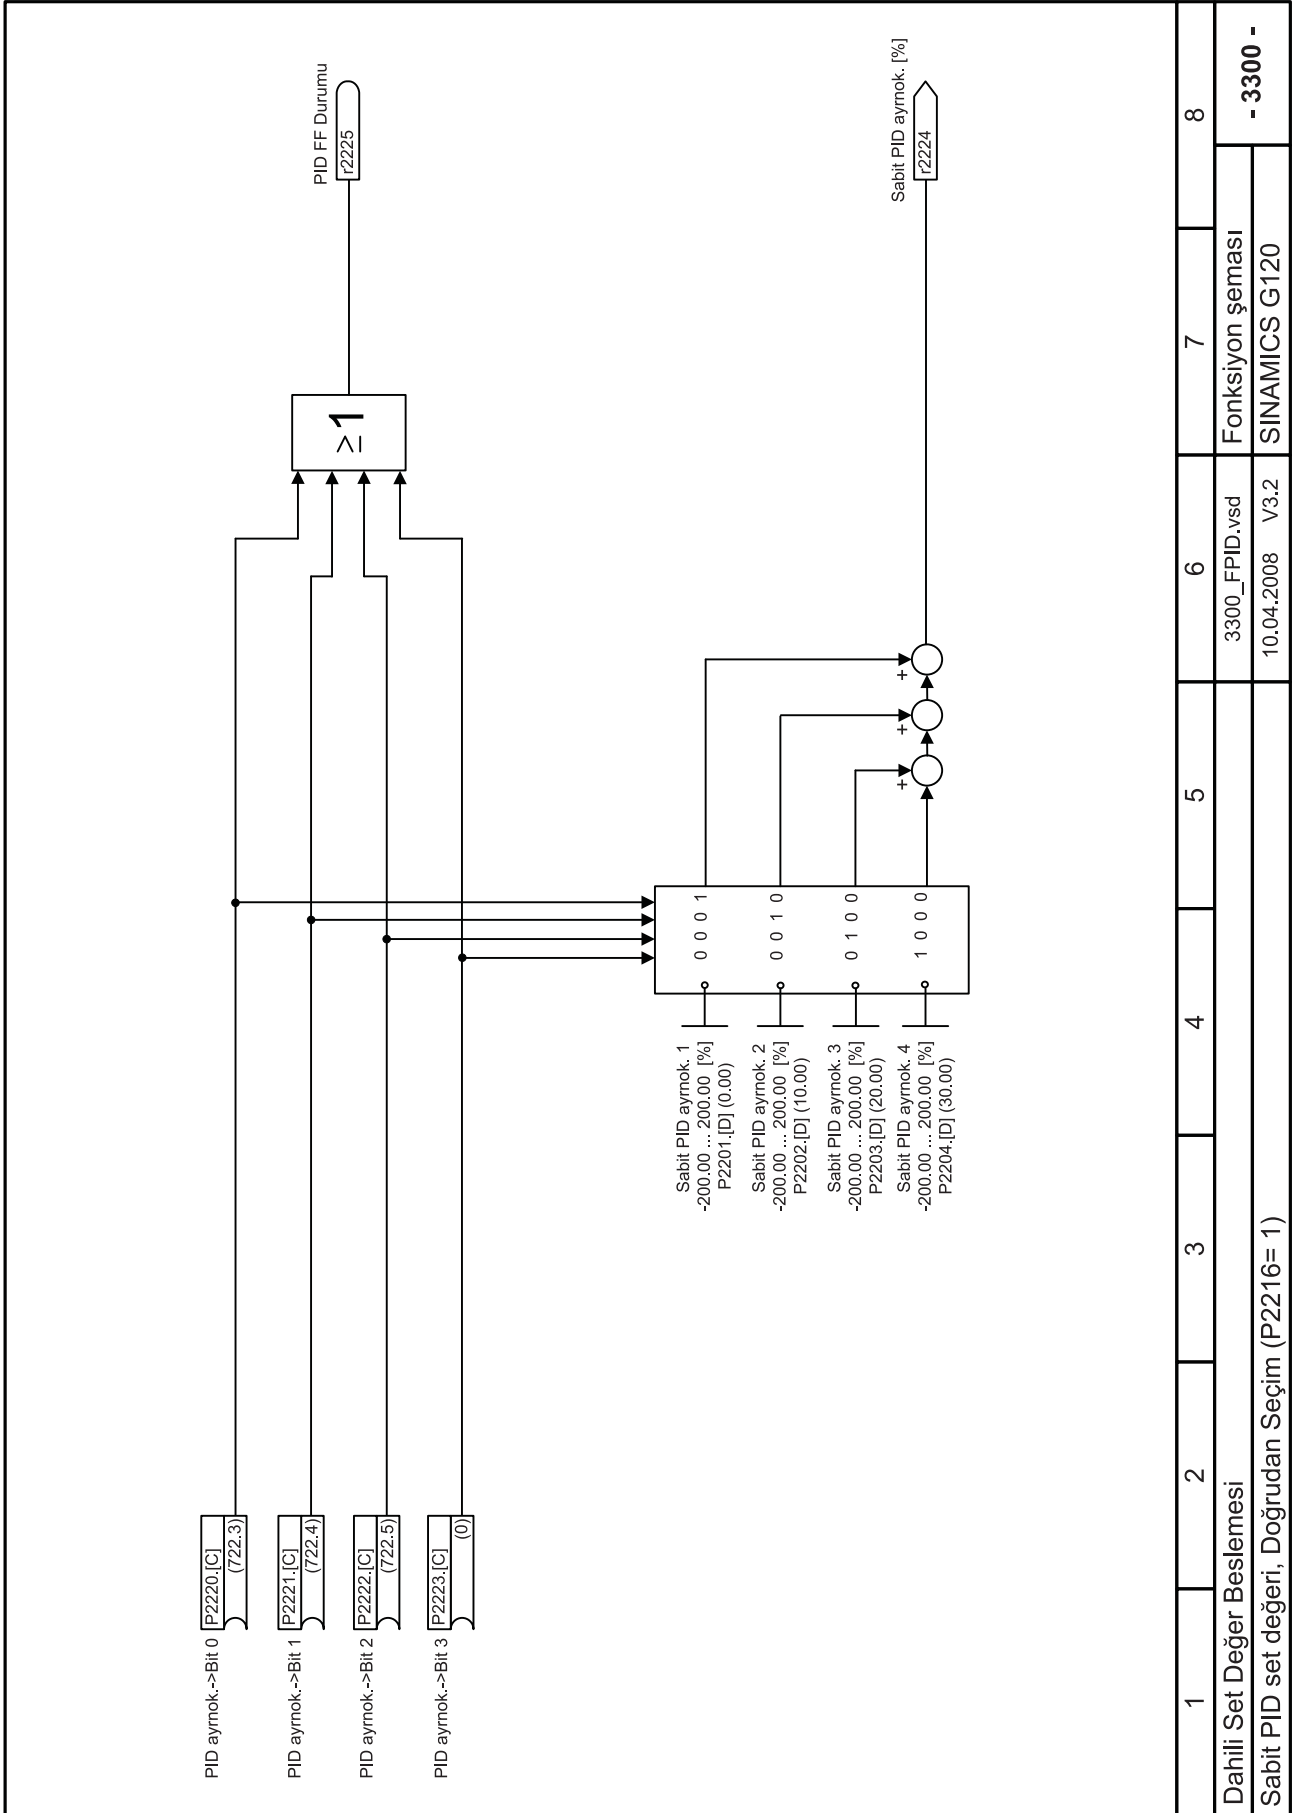 PID ayrnok.->Bit 0
P2220.[C]
(722.3)
PID ayrnok.->Bit 1
P2221.[C]
(722.4)
PID ayrnok.->Bit 2
P2222.[C]
(722.5)
PID ayrnok.->Bit 3
P2223.[C]
(0)
≥1
PID FF Durumu
r2225
Sabit PID ayrnok. 1
-200.00 ... 200.00 [%]
P2201.[D] (0.00)
0 0 0 1
Sabit PID ayrnok. 2
-200.00 ... 200.00 [%]
P2202.[D] (10.00)
0 0 1 0
Sabit PID ayrnok. 3
-200.00 ... 200.00 [%]
P2203.[D] (20.00)
0 1 0 0
Sabit PID ayrnok. 4
-200.00 ... 200.00 [%]
P2204.[D] (30.00)
1 0 0 0
+
+
+
Sabit PID ayrnok. [%]
r2224
1 2 3 4 5 6 7 8
Dahili Set Değer Beslemesi
3300_FPID.vsd
Fonksiyon şeması
- 3300 -
Sabit PID set değeri, Doğrudan Seçim (P2216= 1)
10.04.2008 V3.2
SINAMICS G120